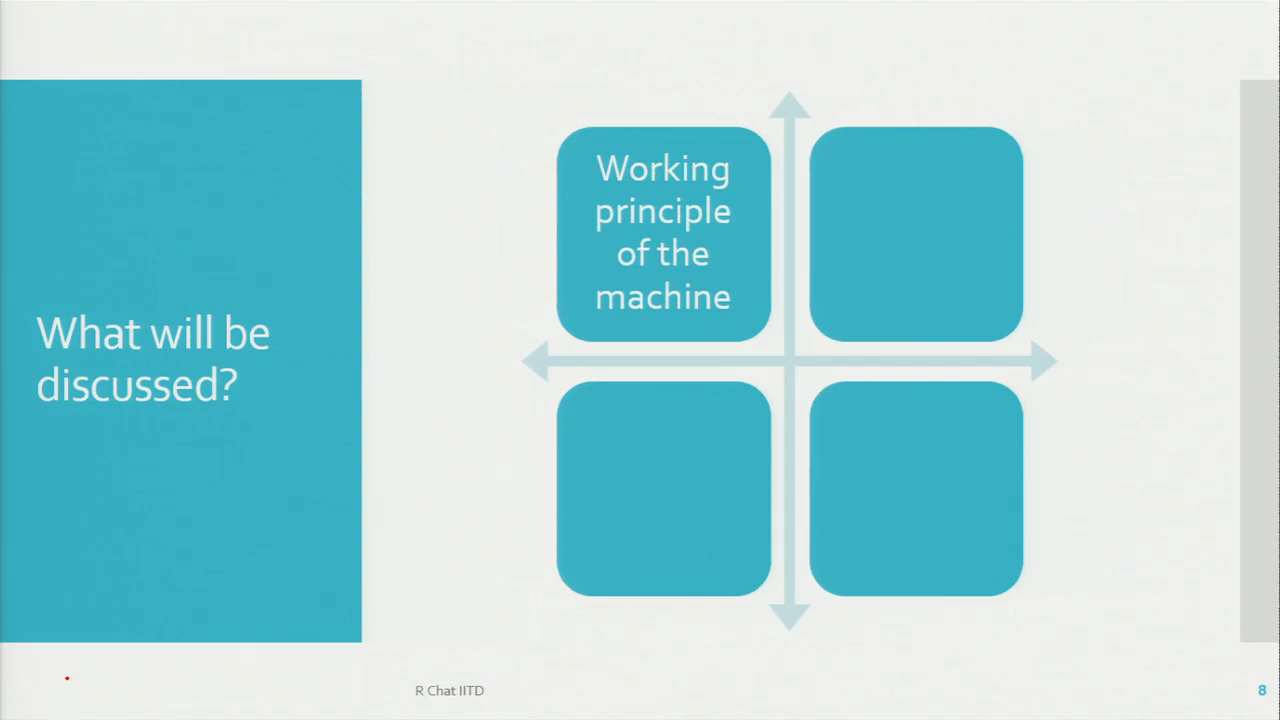 What will be
discussed?
Working
principle
of the
machine
R Chat IITD
8